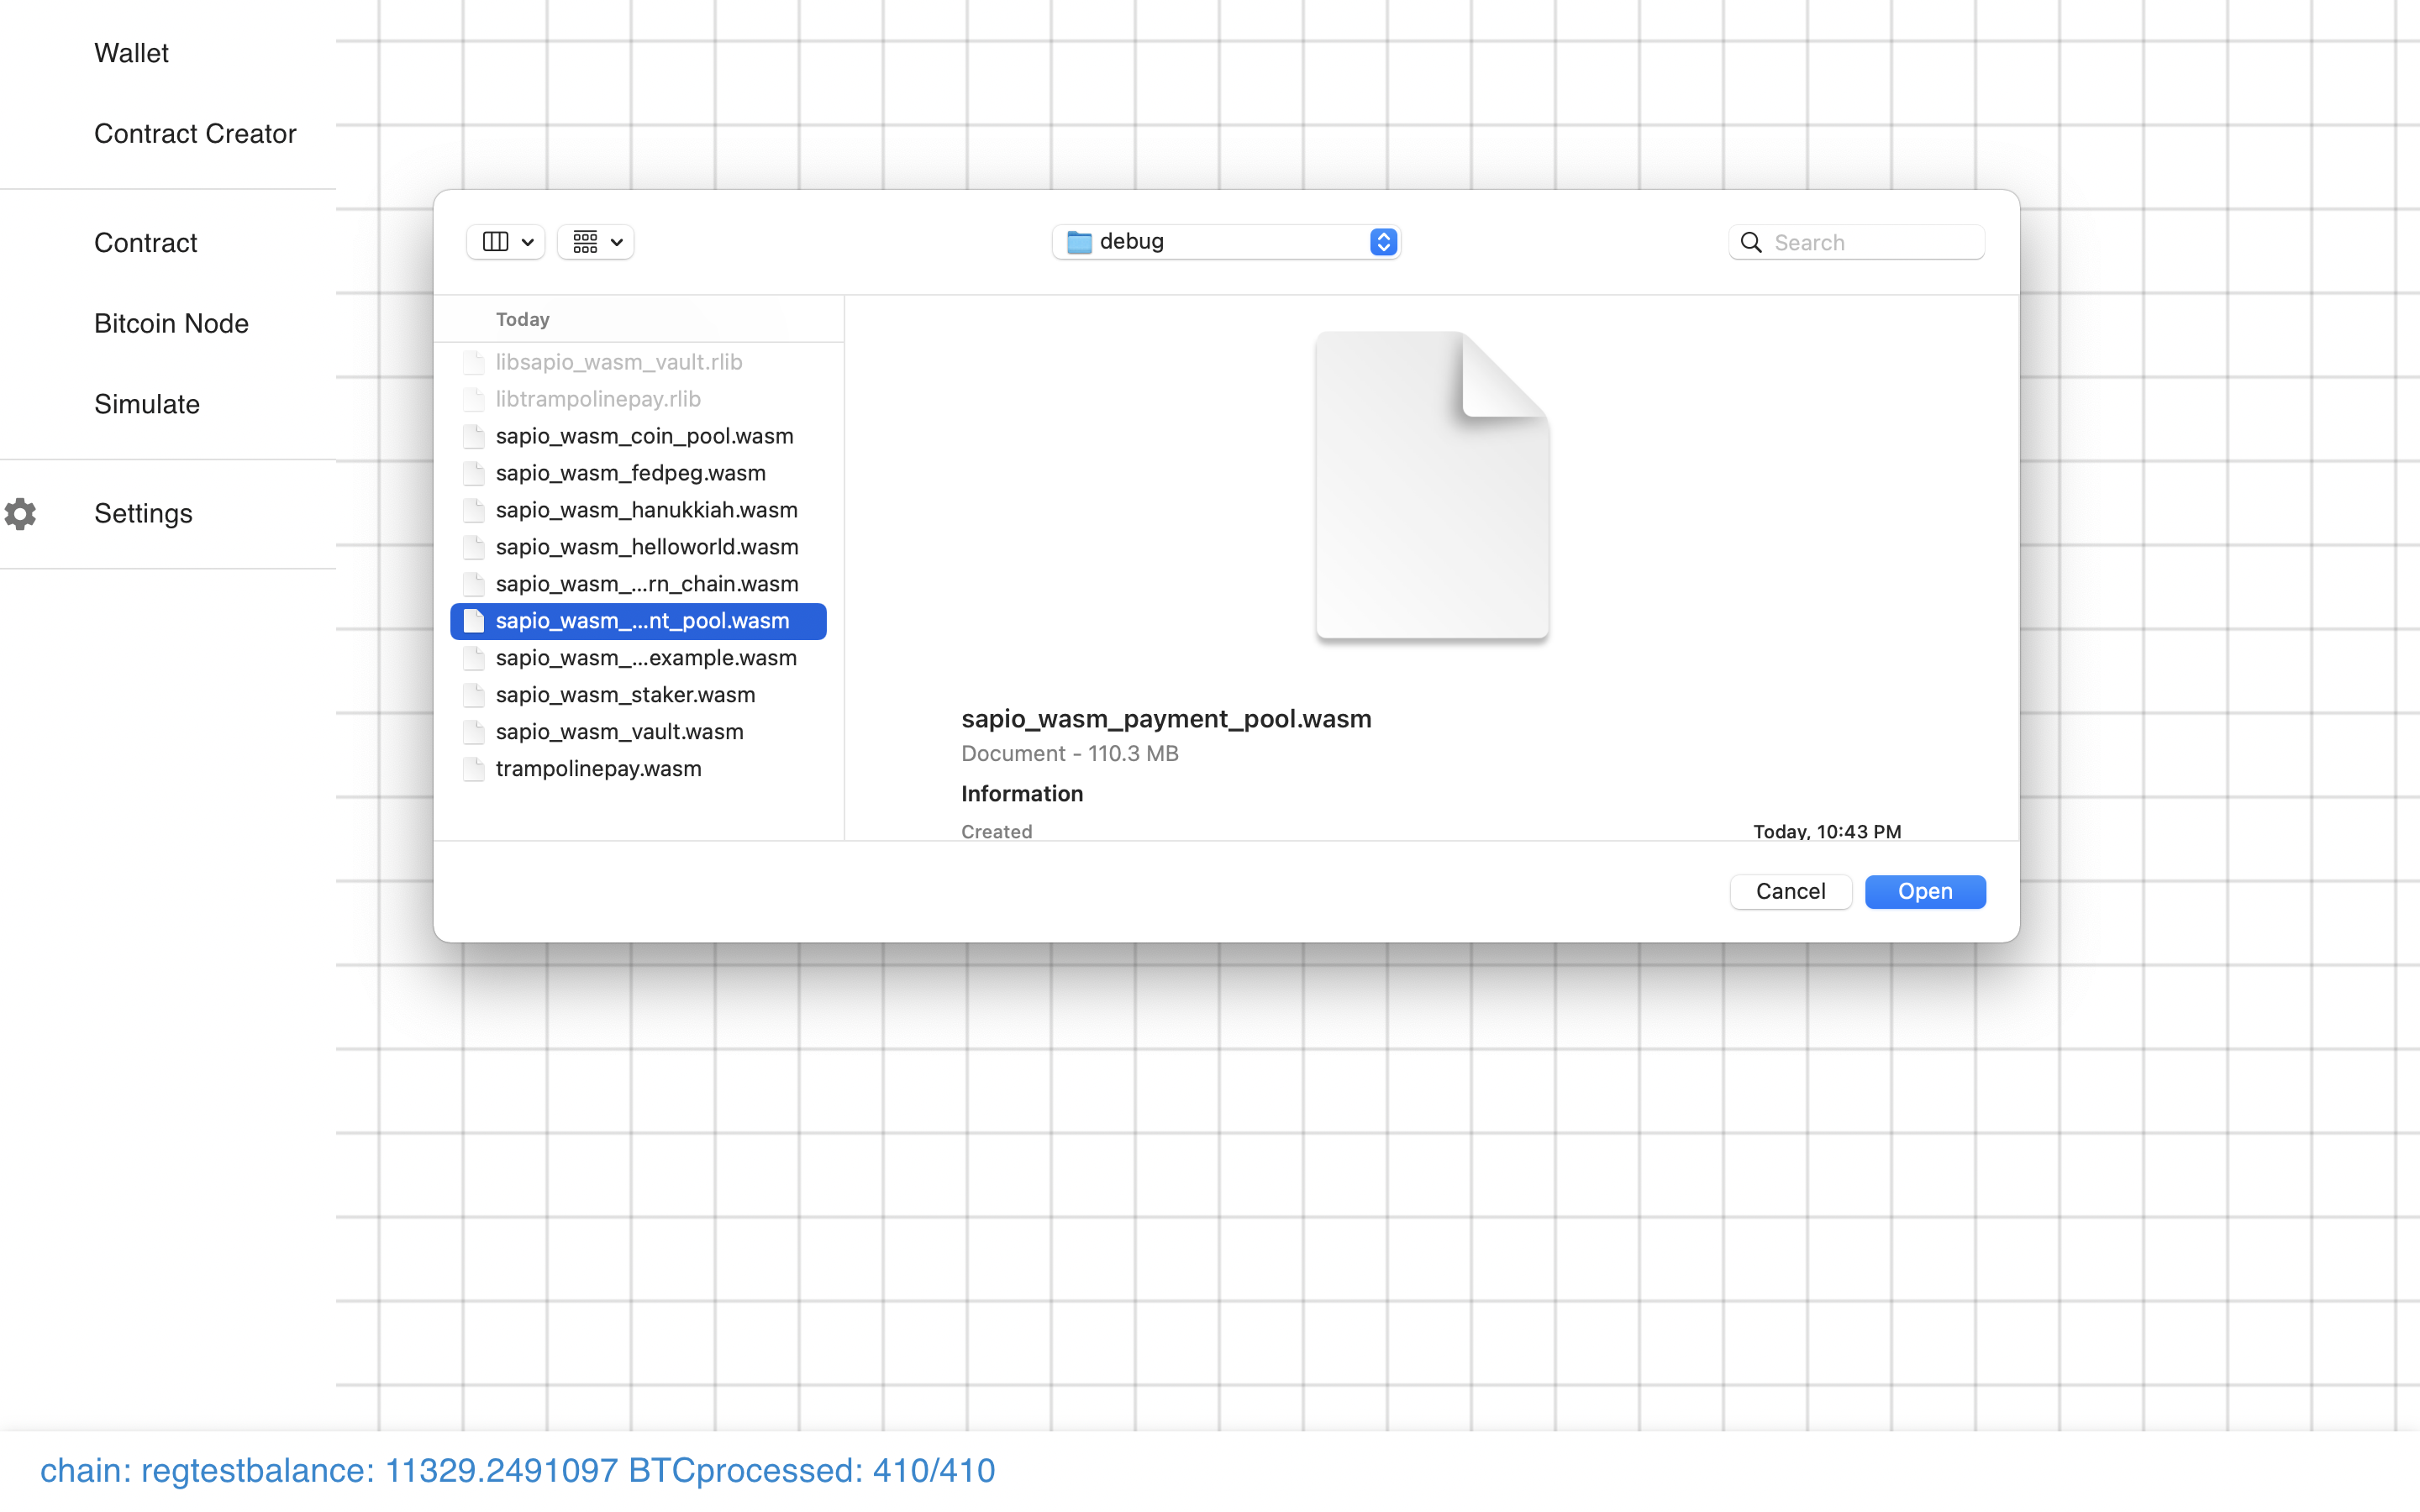 Wallet
Contract Creator
Contract
Bitcoin Node
Simulate
Settings
debug
Search
Today
libsapio_wasm_vault.rlib
libtrampolinepay.rlib
sapio_wasm_coin_pool.wasm
sapio_wasm_fedpeg.wasm
sapio_wasm_hanukkiah.wasm
sapio_wasm_helloworld.wasm
sapio_wasm_...rn_chain.wasm
sapio_wasm_...nt_pool.wasm
sapio_wasm_...example.wasm
sapio_wasm_staker.wasm
sapio_wasm_vault.wasm
trampolinepay.wasm
sapio_wasm_payment_pool.wasm
Document - 110.3 MB
Information
Created Today, 10:43 PM
Cancel Open
chain: regtestbalance: 11329.2491097 BTCprocessed: 410/410